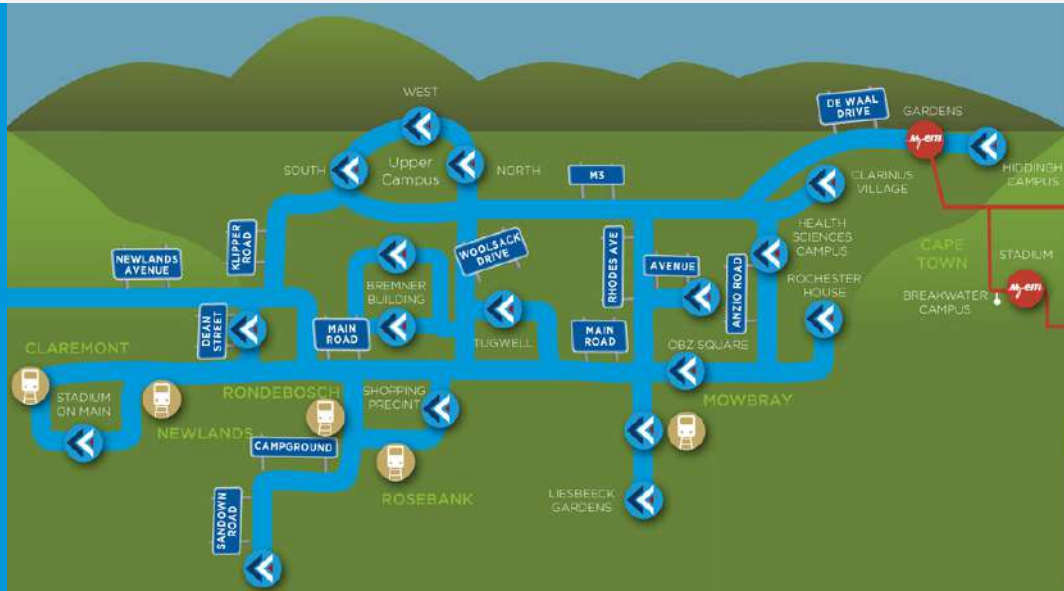 WEST
DE WAAL
DRIVE
GARDENS
SOUTH
Upper
Campus
NORTH
M3
CLARINUS
VILLAGE
HIDDINGH
CAMPUS
KLIPPER
ROAD
WOOLSACK
DRIVE
RHODES AVE
HEALTH
SCIENCES
CAMPUS
CAPE
TOWN
STADIUM
NEWLANDS
AVENUE
AVENUE
ANZIO ROAD
ROCHESTER
HOUSE
BREMNER
BUILDING
BREAKWATER
CAMPUS
DEAN
STREET
MAIN
ROAD
TUGWELL
MAIN
ROAD
OBZ SQUARE
CLAREMONT
STADIUM
ON MAIN
RONDEBOSCH
SHOPPING
PRECINT
MOWBRAY
NEWLANDS
CAMPGROUND
ROSEBANK
LIESBEECK
GARDENS
SANDOWN
ROAD